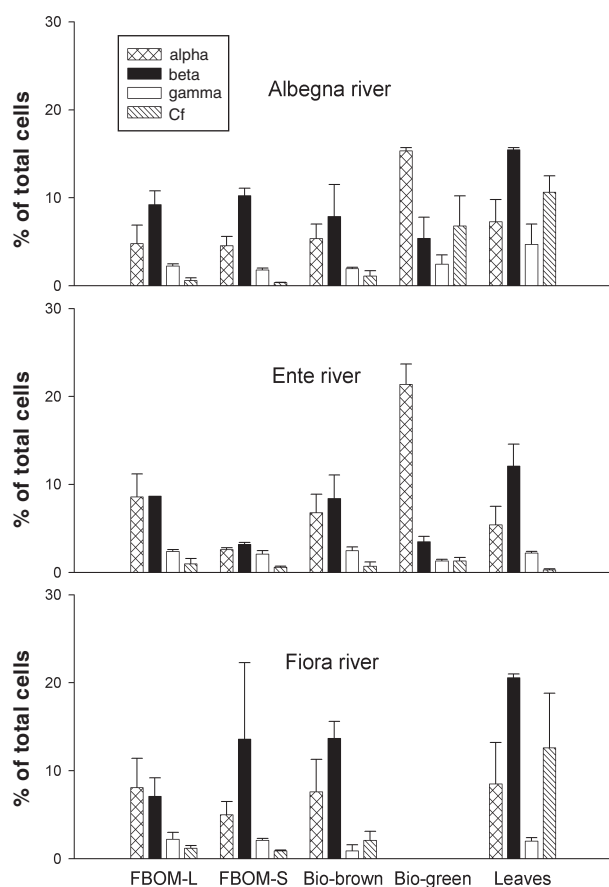 30
alpha
beta
gamma
Cf
Albegna river
20
10
0
% of total cells
30
Ente river
20
10
0
% of total cells
30
Fiora river
20
10
0
% of total cells
FBOM-L FBOM-S Bio-brown Bio-green Leaves